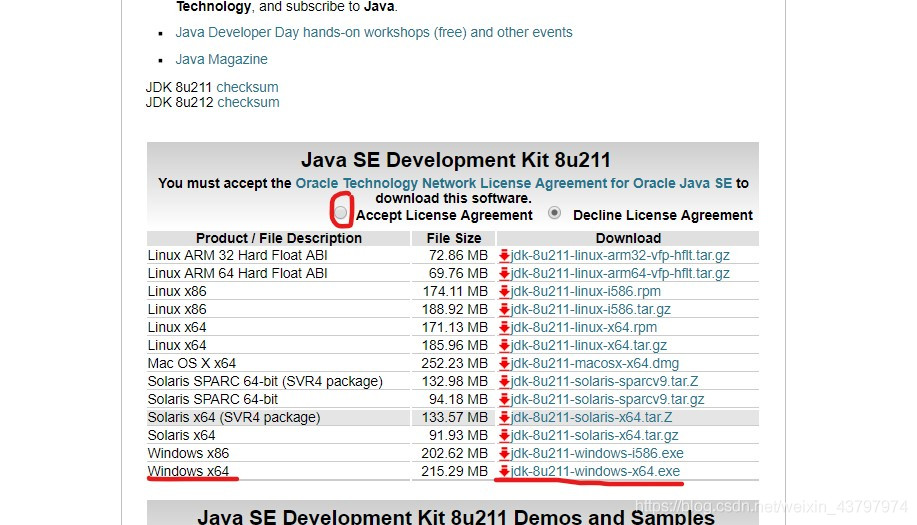 Technology, and subscribe to Java.
Java Developer Day hands-on workshops (free) and other events
Java Magazine
JDK 8u211 checksum
JDK 8u212 checksum
Java SE Development Kit 8u211
You must accept the Oracle Technology Network License Agreement for Oracle Java SE to
download this software.
Accept License Agreement Decline License Agreement
Product / File Description File Size Download
Linux ARM 32 Hard Float ABI 72.86 MB jdk-8u211-linux-arm32-vfp-hflt.tar.gz
Linux ARM 64 Hard Float ABI 69.76 MB jdk-8u211-linux-arm64-vfp-hflt.tar.gz
Linux x86 174.11 MB jdk-8u211-linux-i586.rpm
Linux x86 188.92 MB jdk-8u211-linux-i586.tar.gz
Linux x64 171.13 MB jdk-8u211-linux-x64.rpm
Linux x64 185.96 MB jdk-8u211-linux-x64.tar.gz
Mac OS X x64 252.23 MB jdk-8u211-macosx-x64.dmg
Solaris SPARC 64-bit (SVR4 package) 132.98 MB jdk-8u211-solaris-sparcv9.tar.Z
Solaris SPARC 64-bit 94.18 MB jdk-8u211-solaris-sparcv9.tar.gz
Solaris x64 (SVR4 package) 133.57 MB jdk-8u211-solaris-x64.tar.Z
Solaris x64 91.93 MB jdk-8u211-solaris-x64.tar.gz
Windows x86 202.62 MB jdk-8u211-windows-i586.exe
Windows x64 215.29 MB jdk-8u211-windows-x64.exe
https://blog.csdn.net/weixin_43797974
Java SE Development Kit 8u211 Demos and Samples